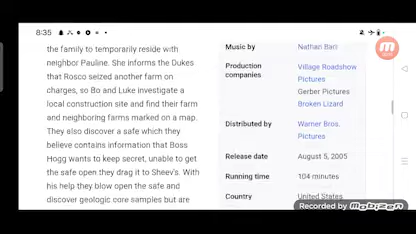 8:35
the family to temporarily reside with
neighbor Pauline. She informs the Dukes
that Rosco seized another farm on
charges, so Bo and Luke investigate a
local construction site and find their farm
and neighboring farms marked on a map.
They also discover a safe which they
believe contains information that Boss
Hogg wants to keep secret, unable to get
the safe open they drag it to Sheev's. With
his help they blow open the safe and
discover geologic core samples but are
Music by Nathan Barr
Production companies Village Roadshow Pictures
Gerber Pictures
Broken Lizard
Distributed by Warner Bros. Pictures
Release date August 5, 2005
Running time 104 minutes
Country United States
Recorded by Mobizen